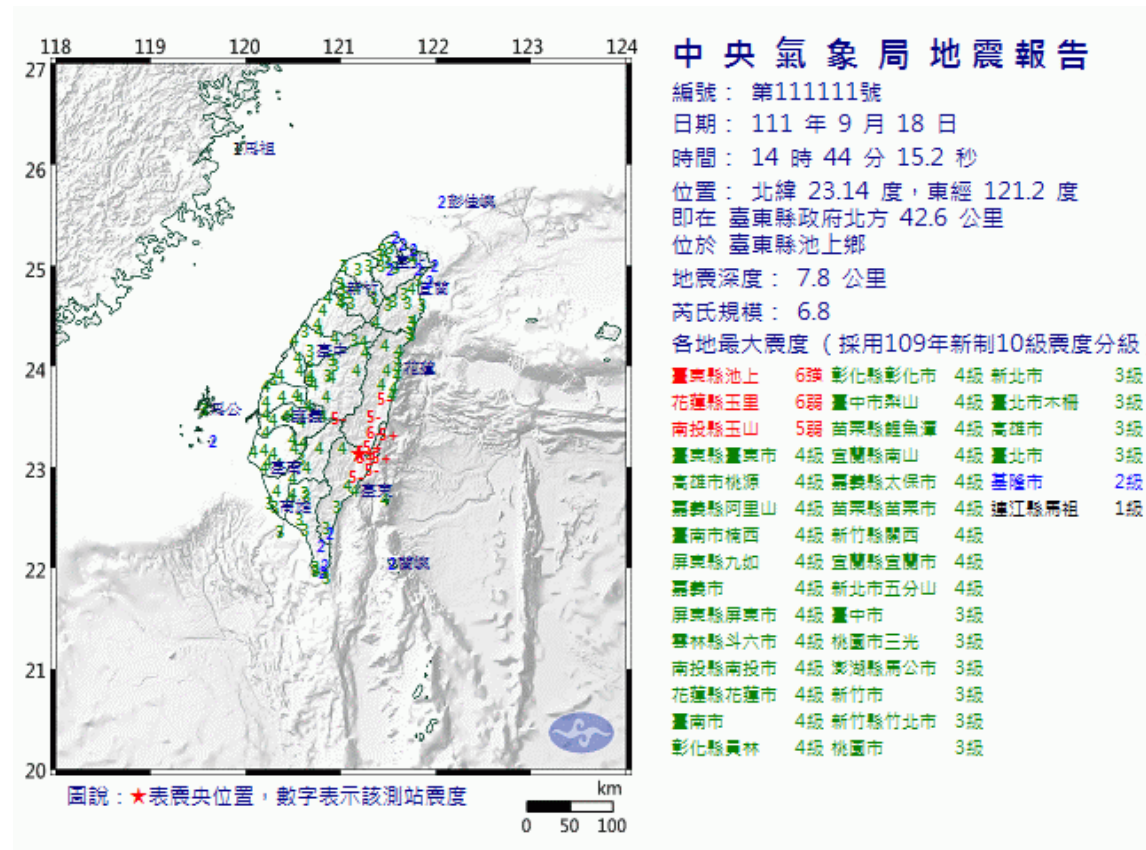 118 119 120 121 122 123 124
27
26
25
24
23
22
21
20
馬祖
2彭佳嶼
宜蘭
新竹
臺中
花蓮
馬公
臺南
臺東
高雄
2蘭嶼
圖說：★表震央位置，數字表示該測站震度
km
0 50 100
中央氣象局地震報告
編號： 第111111號
日期： 111 年 9 月 18 日
時間： 14 時 44 分 15.2 秒
位置： 北緯 23.14 度，東經 121.2 度
即在 臺東縣政府北方 42.6 公里
位於 臺東縣池上鄉
地震深度： 7.8 公里
芮氏規模： 6.8
各地最大震度（採用109年新制10級震度分級
臺東縣池上 6強 彰化縣彰化市 4級 新北市 3級
花蓮縣玉里 6弱 臺中市梨山 4級 臺北市木柵 3級
南投縣玉山 5弱 苗栗縣鯉魚潭 4級 高雄市 3級
臺東縣臺東市 4級 宜蘭縣南山 4級 臺北市 3級
高雄市桃源 4級 嘉義縣太保市 4級 基隆市 2級
嘉義縣阿里山 4級 苗栗縣苗栗市 4級 連江縣馬祖 1級
臺南市楠西 4級 新竹縣關西 4級
屏東縣九如 4級 宜蘭縣宜蘭市 4級
嘉義市 4級 新北市五分山 4級
屏東縣屏東市 4級 臺中市 3級
雲林縣斗六市 4級 桃園市三光 3級
南投縣南投市 4級 澎湖縣馬公市 3級
花蓮縣花蓮市 4級 新竹市 3級
臺南市 4級 新竹縣竹北市 3級
彰化縣員林 4級 桃園市 3級